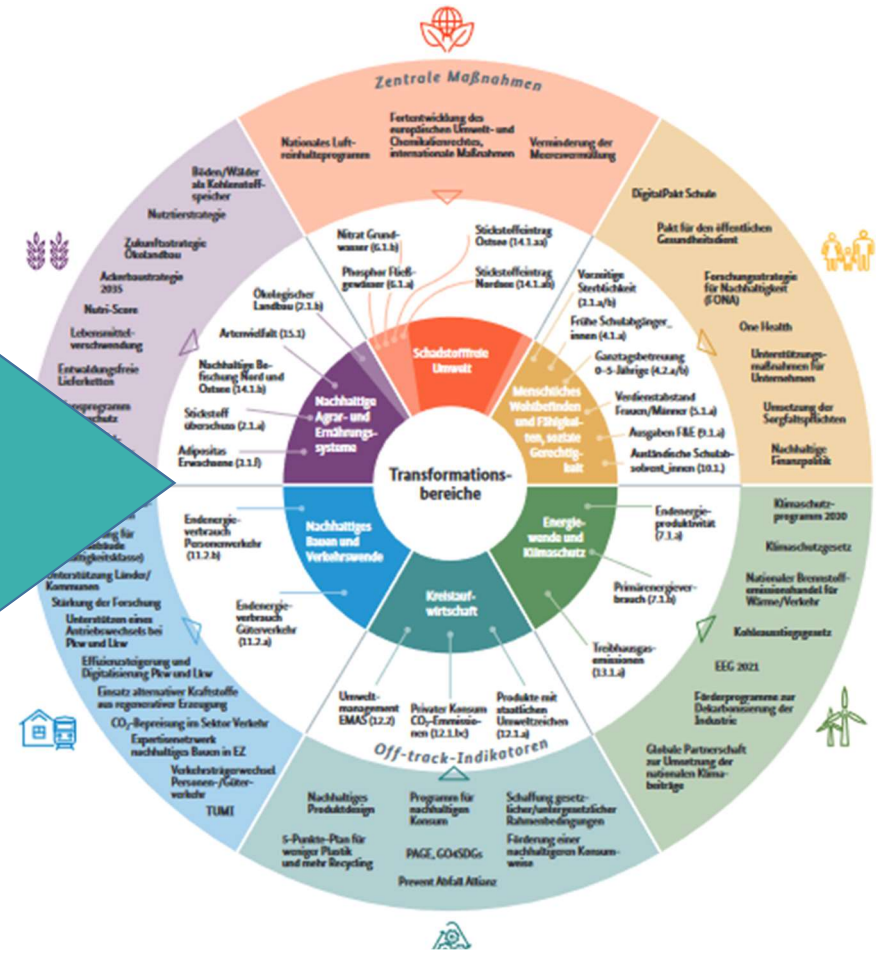 Zentrale Maßnahmen
Nationales Luft-
reinhalteprogramm
Fortentwicklung des
europäischen Umwelt- und
Chemikalienrechtes,
internationale Maßnahmen
Verminderung der
Meeresvermüllung
DigitalPakt Schule
Pakt für den öffentlichen
Gesundheitsdient
Forschungsstrategie
für Nachhaltigkeit
(FONA)
One Health
Unterstützungs-
maßnahmen für
Unternehmen
Umsetzung der
Sorgfaltspflichten
Nachhaltige
Finanzpolitik
Klimaschutz-
programm 2030
Klimaschutzgesetz
Nationaler Brennstoff-
emissionshandel für
Wärme/Verkehr
Kohleausstiegsgesetz
EEG 2021
Förderprogramme zur
Dekarbonisierung der
Industrie
Globale Partnerschaft
zur Umsetzung der
nationalen Klima-
beiträge
Schaffung gesetz-
licher/untergesetzlicher
Rahmenbedingungen
Förderung einer
nachhaltigeren Konsum-
weise
Programm für
nachhaltigen
Konsum
PAGE, GO4SDGs
Prevent Abfall Allianz
Nachhaltiges
Produktdesign
5-Punkte-Plan für
weniger Plastik
und mehr Recycling
Unterstützung Länder/
Kommunen
Stärkung der Forschung
Unterstützen eines
Antriebswechsels bei
Pkw und Lkw
Effizienzsteigerung und
Digitalisierung Pkw und Lkw
Einsatz alternativer Kraftstoffe
aus regenerativer Erzeugung
CO₂-Bepreisung im Sektor Verkehr
Expertisenetzwerk
nachhaltiges Bauen in EZ
Verkehrsträgerwechsel
Personen-/Güter-
verkehr
TUMI
Böden/Wälder
als Kohlenstoff-
speicher
Nutztierstrategie
Zukunftsstrategie
Ökolandbau
Ackerbaustrategie
2035
Nutri-Score
Lebensmittel-
verschwendung
Entwaldungsfreie
Lieferketten
Nitrat Grund-
wasser (6.1.b)
Phosphor Fließ-
gewässer (6.1.a)
Stickstoffeintrag
Ostsee (14.1.aa)
Stickstoffeintrag
Nordsee (14.1.ab)
Vorzeitige
Sterblichkeit
(3.1.a/b)
Frühe Schulabgänger_
innen (4.1.a)
Ganztagsbetreuung
0–5-Jährige (4.2.a/b)
Verdienstabstand
Frauen/Männer (5.1.a)
Ausgaben F&E (9.1.a)
Ausländische Schulab-
solvent_innen (10.1.)
Endenergie-
produktivität
(7.1.a)
Primärenergiever-
brauch (7.1.b)
Treibhausgas-
emissionen
(13.1.a)
Produkte mit
staatlichen
Umweltzeichen
(12.1.a)
Privater Konsum
CO₂-Emmissio-
nen (12.1.bc)
Umwelt-
management
EMAS (12.2)
Off-track-Indikatoren
Endenergie-
verbrauch
Güterverkehr
(11.2.a)
Endenergie-
verbrauch
Personenverkehr
(11.2.b)
Ökologischer
Landbau (2.1.b)
Artenvielfalt (15.1)
Nachhaltige Be-
fischung Nord und
Ostsee (14.1.b)
Stickstoff
überschuss (2.1.a)
Adipositas
Erwachsene (3.1.f)
Schadstofffreie
Umwelt
Menschliches
Wohlbefinden
und Fähigkei-
ten, soziale
Gerechtig-
keit
Energie-
wende und
Klimaschutz
Kreislauf-
wirtschaft
Nachhaltiges
Bauen und
Verkehrswende
Nachhaltige
Agrar- und
Ernährungs-
systeme
Transformations-
bereiche